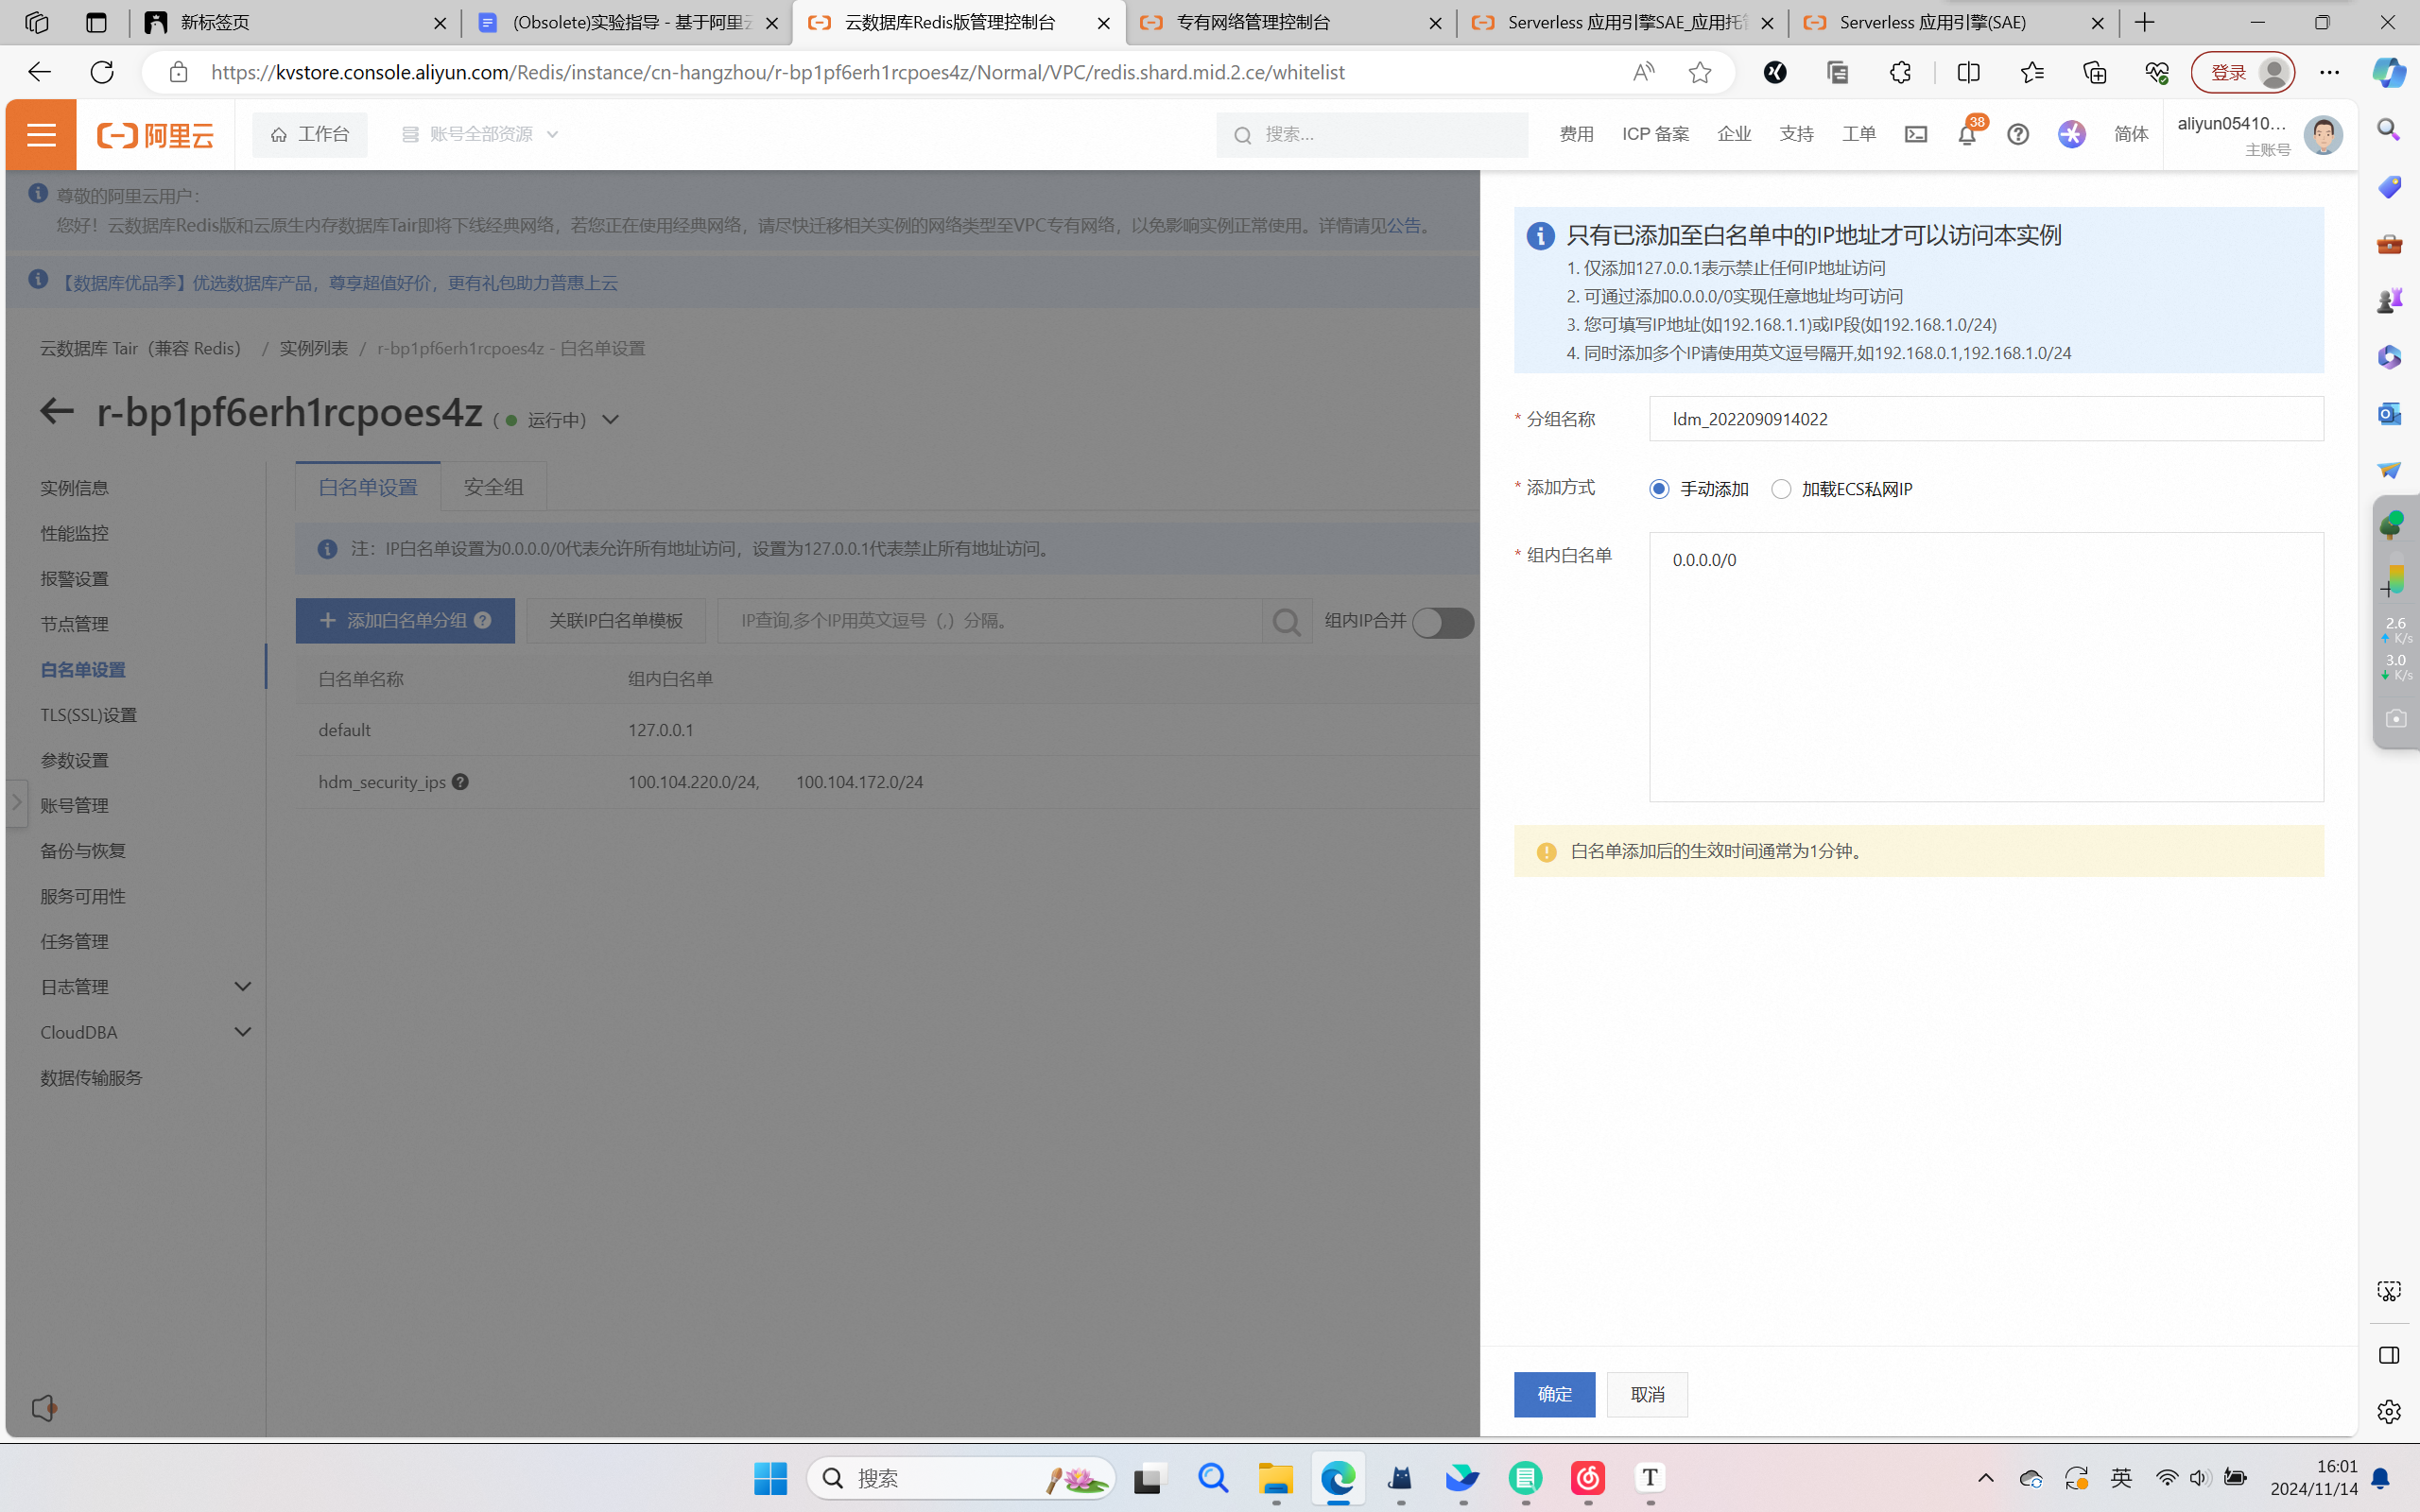 新标签页
(Obsolete)实验指导 - 基于阿里云
云数据库Redis版管理控制台
专有网络管理控制台
Serverless 应用引擎SAE_应用托管
Serverless 应用引擎(SAE)
https://kvstore.console.aliyun.com/Redis/instance/cn-hangzhou/r-bp1pf6erh1rcpoes4z/Normal/VPC/redis.shard.mid.2.ce/whitelist
登录
阿里云
工作台
账号全部资源
搜索...
费用
ICP 备案
企业
支持
工单
38
简体
aliyun05410...
主账号
尊敬的阿里云用户：
您好！云数据库Redis版和云原生内存数据库Tair即将下线经典网络，若您正在使用经典网络，请尽快迁移相关实例的网络类型至VPC专有网络，以免影响实例正常使用。详情请见公告。
【数据库优品季】优选数据库产品，尊享超值好价，更有礼包助力普惠上云
云数据库 Tair（兼容 Redis） / 实例列表 / r-bp1pf6erh1rcpoes4z - 白名单设置
r-bp1pf6erh1rcpoes4z (运行中)
实例信息
性能监控
报警设置
节点管理
白名单设置
TLS(SSL)设置
参数设置
账号管理
备份与恢复
服务可用性
任务管理
日志管理
CloudDBA
数据传输服务
白名单设置
安全组
注：IP白名单设置为0.0.0.0/0代表允许所有地址访问，设置为127.0.0.1代表禁止所有地址访问。
+ 添加白名单分组
关联IP白名单模板
IP查询,多个IP用英文逗号（,）分隔。
组内IP合并
白名单名称
组内白名单
default
127.0.0.1
hdm_security_ips
100.104.220.0/24, 100.104.172.0/24
只有已添加至白名单中的IP地址才可以访问本实例
1. 仅添加127.0.0.1表示禁止任何IP地址访问
2. 可通过添加0.0.0.0/0实现任意地址均可访问
3. 您可填写IP地址(如192.168.1.1)或IP段(如192.168.1.0/24)
4. 同时添加多个IP请使用英文逗号隔开,如192.168.0.1,192.168.1.0/24
* 分组名称
ldm_2022090914022
* 添加方式
手动添加
加载ECS私网IP
* 组内白名单
0.0.0.0/0
白名单添加后的生效时间通常为1分钟。
确定
取消
2.6
K/s
3.0
K/s
搜索
英
16:01
2024/11/14